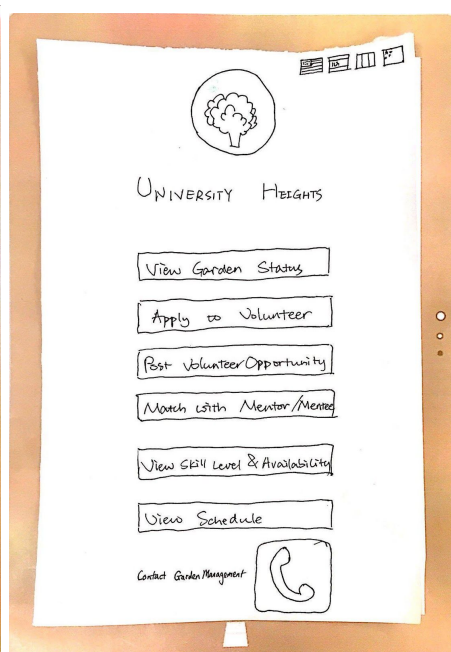 UNIVERSITY HEIGHTS
View Garden Status
Apply to Volunteer
Post Volunteer Opportunity
Match with Mentor/Mentee
View Skill Level & Availability
View Schedule
Contact Garden Management